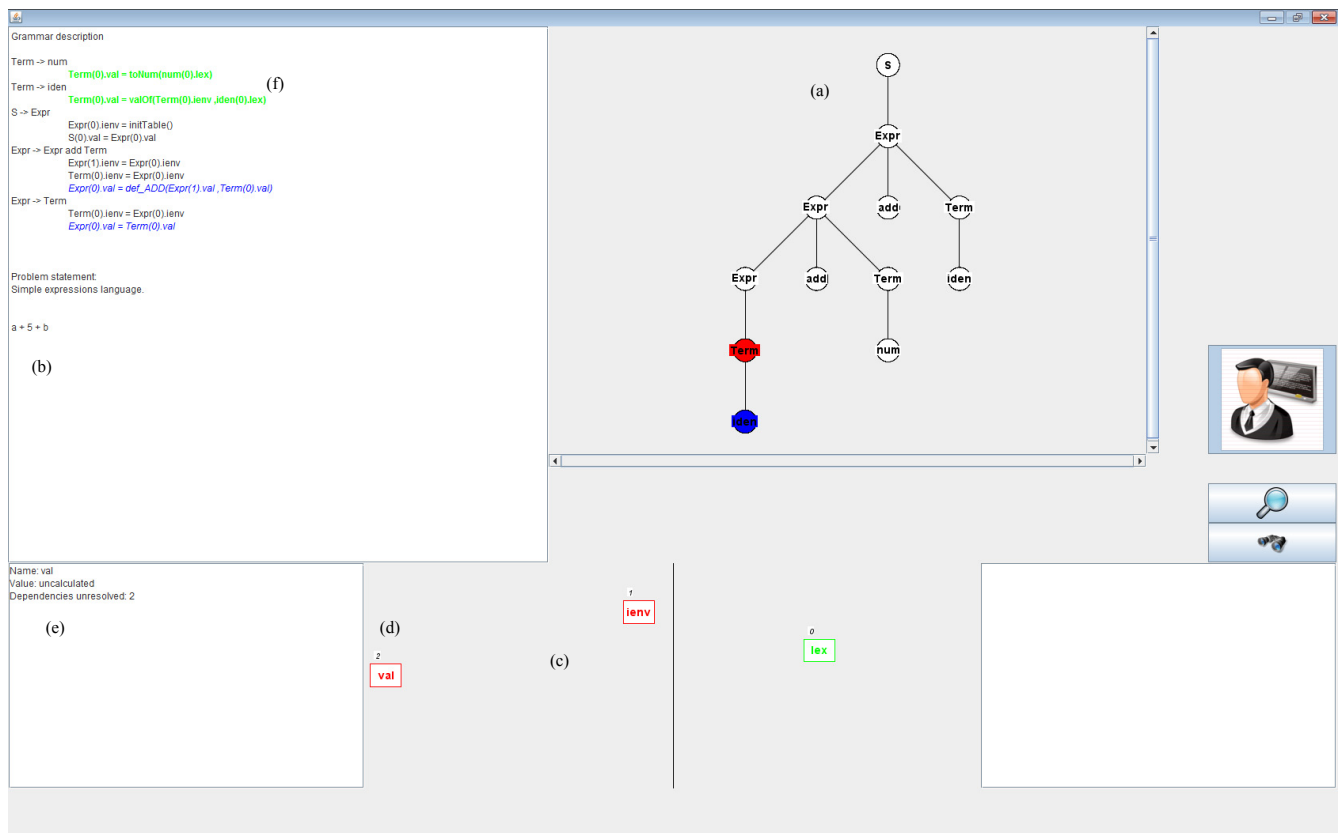 Grammar description
Term -> num
Term(0).val = toNum(num(0).lex)
(f)
Term -> iden
Term(0).val = valOf(Term(0).ienv ,iden(0).lex)
S -> Expr
Expr(0).ienv = initTable()
S(0).val = Expr(0).val
Expr -> Expr add Term
Expr(1).ienv = Expr(0).ienv
Term(0).ienv = Expr(0).ienv
Expr(0).val = def_ADD(Expr(1).val ,Term(0).val)
Expr -> Term
Term(0).ienv = Expr(0).ienv
Expr(0).val = Term(0).val
Problem statement:
Simple expressions language.
a + 5 + b
(b)
(a)
S
Expr
Expr add Term
Expr add Term iden
Term num
iden
Name: val
Value: uncalculated
Dependencies unresolved: 2
(e)
(d)
2
val
(c)
1
ienv
0
lex